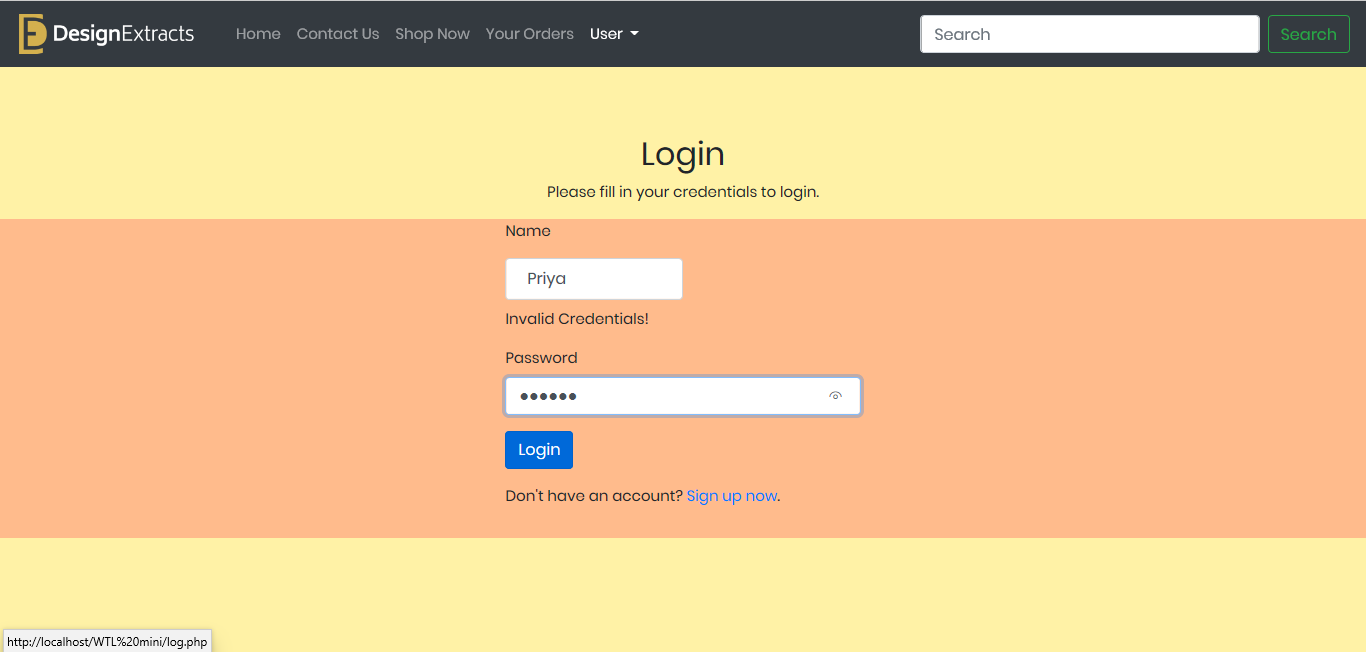 DesignExtracts Home Contact Us Shop Now Your Orders User Search Search
Login
Please fill in your credentials to login.
Name
Priya
Invalid Credentials!
Password
••••••
Login
Don't have an account? Sign up now.
http://localhost/WTL%20mini/log.php